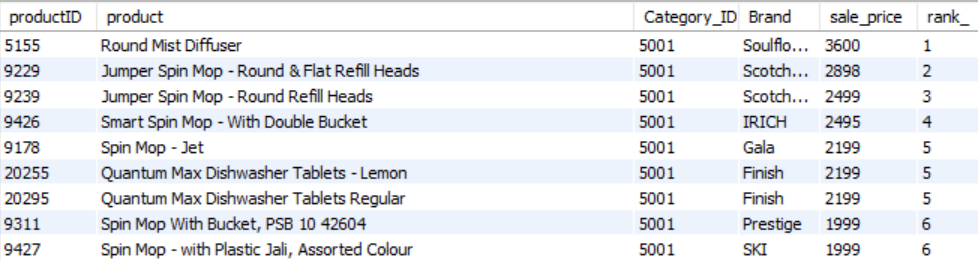 productID product Category_ID Brand sale_price rank_
5155 Round Mist Diffuser 5001 Soulflo... 3600 1
9229 Jumper Spin Mop - Round & Flat Refill Heads 5001 Scotch... 2898 2
9239 Jumper Spin Mop - Round Refill Heads 5001 Scotch... 2499 3
9426 Smart Spin Mop - With Double Bucket 5001 IRICH 2495 4
9178 Spin Mop - Jet 5001 Gala 2199 5
20255 Quantum Max Dishwasher Tablets - Lemon 5001 Finish 2199 5
20295 Quantum Max Dishwasher Tablets Regular 5001 Finish 2199 5
9311 Spin Mop With Bucket, PSB 10 42604 5001 Prestige 1999 6
9427 Spin Mop - with Plastic Jali, Assorted Colour 5001 SKI 1999 6